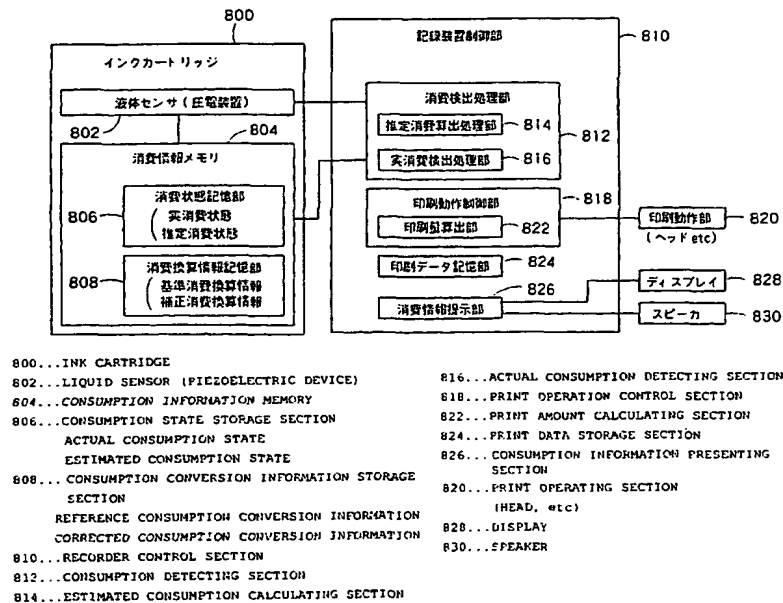 800
インクカートリッジ
液体センサ(圧電装置)
802
804
消費情報メモリ
消費状態記憶部
実消費状態
推定消費状態
806
消費換算情報記憶部
基準消費換算情報
補正消費換算情報
808
記録装置制御部
810
消費検出処理部
推定消費算出処理部
814
812
実消費検出処理部
816
印刷動作制御部
818
印刷量算出部
822
印刷動作部
820
(ヘッドetc)
印刷データ記憶部
824
826
消費情報提示部
ディスプレイ
828
スピーカ
830
800...INK CARTRIDGE
802...LIQUID SENSOR (PIEZOELECTRIC DEVICE)
804...CONSUMPTION INFORMATION MEMORY
806...CONSUMPTION STATE STORAGE SECTION
ACTUAL CONSUMPTION STATE
ESTIMATED CONSUMPTION STATE
808...CONSUMPTION CONVERSION INFORMATION STORAGE
SECTION
REFERENCE CONSUMPTION CONVERSION INFORMATION
CORRECTED CONSUMPTION CONVERSION INFORMATION
810...RECORDER CONTROL SECTION
812...CONSUMPTION DETECTING SECTION
814...ESTIMATED CONSUMPTION CALCULATING SECTION
816...ACTUAL CONSUMPTION DETECTING SECTION
818...PRINT OPERATION CONTROL SECTION
822...PRINT AMOUNT CALCULATING SECTION
824...PRINT DATA STORAGE SECTION
826...CONSUMPTION INFORMATION PRESENTING
SECTION
820...PRINT OPERATING SECTION
(HEAD, etc)
828...DISPLAY
830...SPEAKER